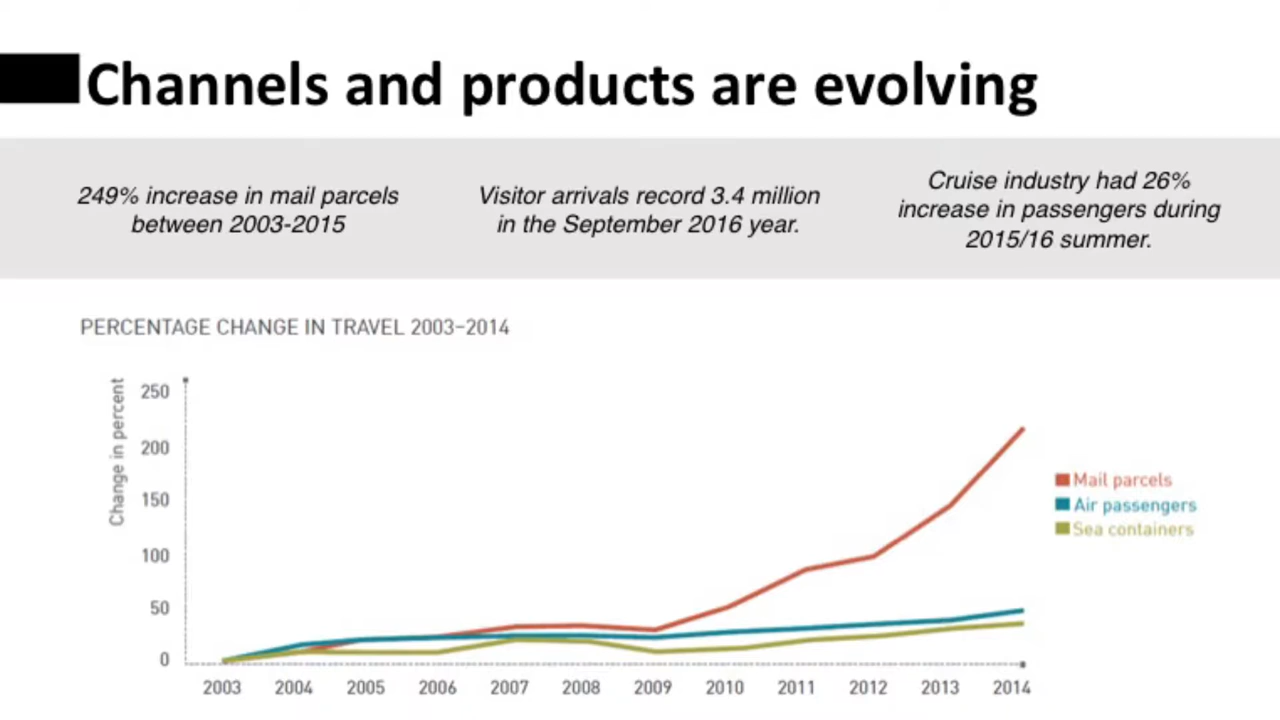 Channels and products are evolving
249% increase in mail parcels
between 2003-2015
Visitor arrivals record 3.4 million
in the September 2016 year.
Cruise industry had 26%
increase in passengers during
2015/16 summer.
PERCENTAGE CHANGE IN TRAVEL 2003–2014
Change in percent
250
200
150
100
50
0
2003 2004 2005 2006 2007 2008 2009 2010 2011 2012 2013 2014
Mail parcels
Air passengers
Sea containers